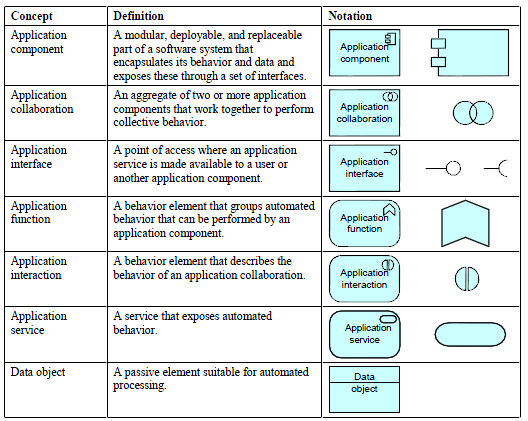 Concept Definition Notation
Application
component
A modular, deployable, and replaceable
part of a software system that
encapsulates its behavior and data and
exposes these through a set of interfaces.
Application
component
Application
collaboration
An aggregate of two or more application
components that work together to perform
collective behavior.
Application
collaboration
Application
interface
A point of access where an application
service is made available to a user or
another application component.
Application
interface
Application
function
A behavior element that groups automated
behavior that can be performed by an
application component.
Application
function
Application
interaction
A behavior element that describes the
behavior of an application collaboration.
Application
interaction
Application
service
A service that exposes automated
behavior.
Application
service
Data object
A passive element suitable for automated
processing.
Data
object